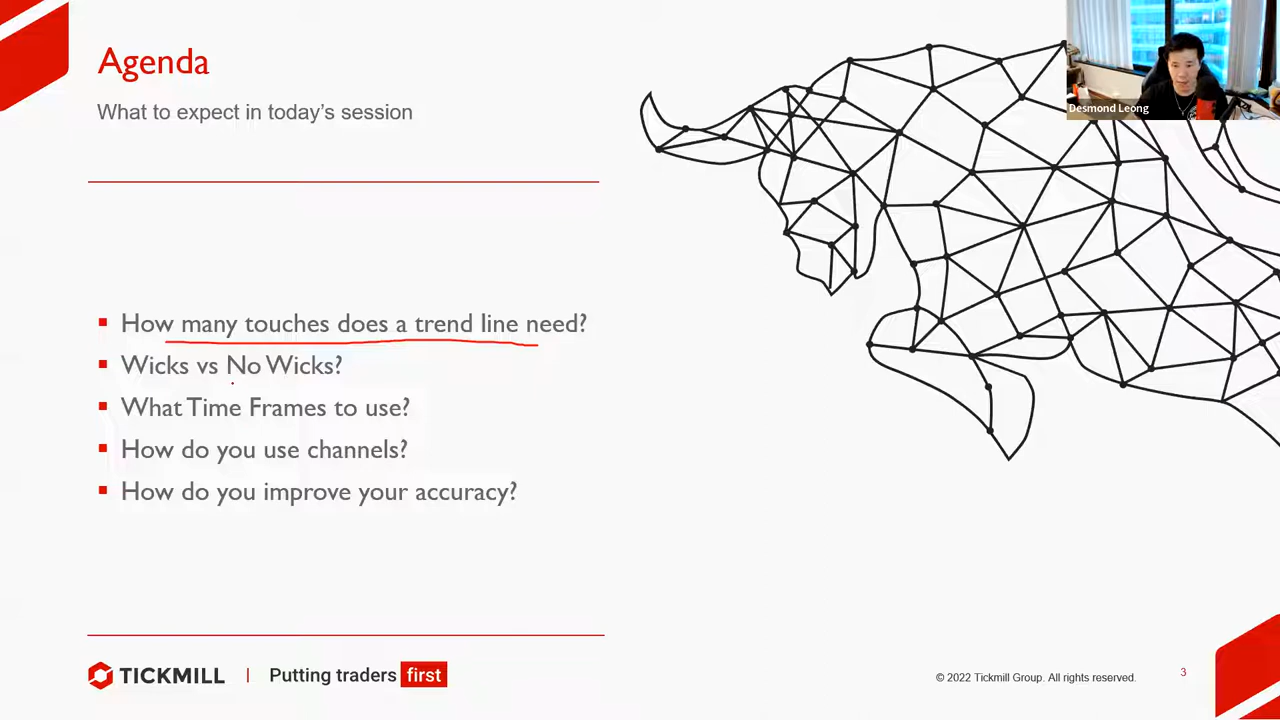 Agenda
What to expect in today's session
Desmond Leong
How many touches does a trend line need?
Wicks vs No Wicks?
What Time Frames to use?
How do you use channels?
How do you improve your accuracy?
TICKMILL | Putting traders first
© 2022 Tickmill Group. All rights reserved.
3